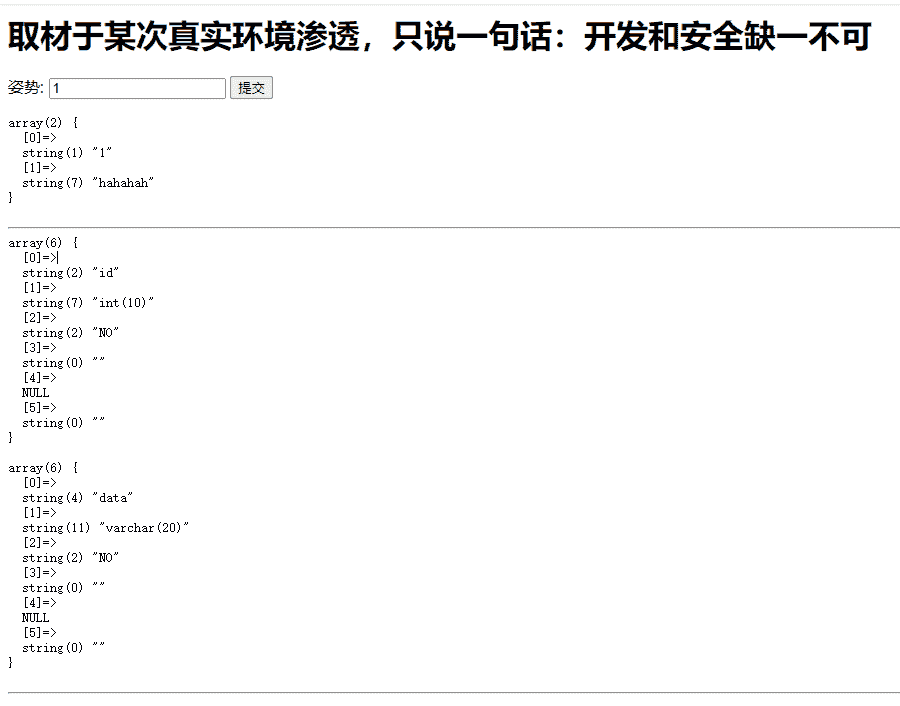 取材于某次真实环境渗透，只说一句话：开发和安全缺一不可
姿势: 1 提交
array(2) {
[0]=>
string(1) "1"
[1]=>
string(7) "hahahah"
}
array(6) {
[0]=>
string(2) "id"
[1]=>
string(7) "int(10)"
[2]=>
string(2) "NO"
[3]=>
string(0) ""
[4]=>
NULL
[5]=>
string(0) ""
}
array(6) {
[0]=>
string(4) "data"
[1]=>
string(11) "varchar(20)"
[2]=>
string(2) "NO"
[3]=>
string(0) ""
[4]=>
NULL
[5]=>
string(0) ""
}